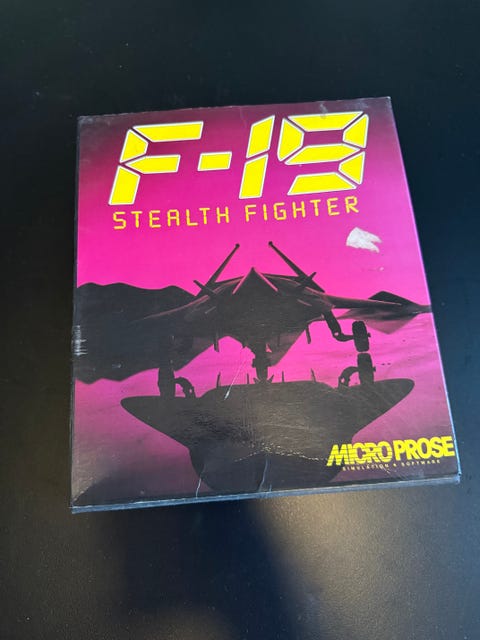 F-19
STEALTH FIGHTER
MICRO PROSE
SIMULATION • SOFTWARE